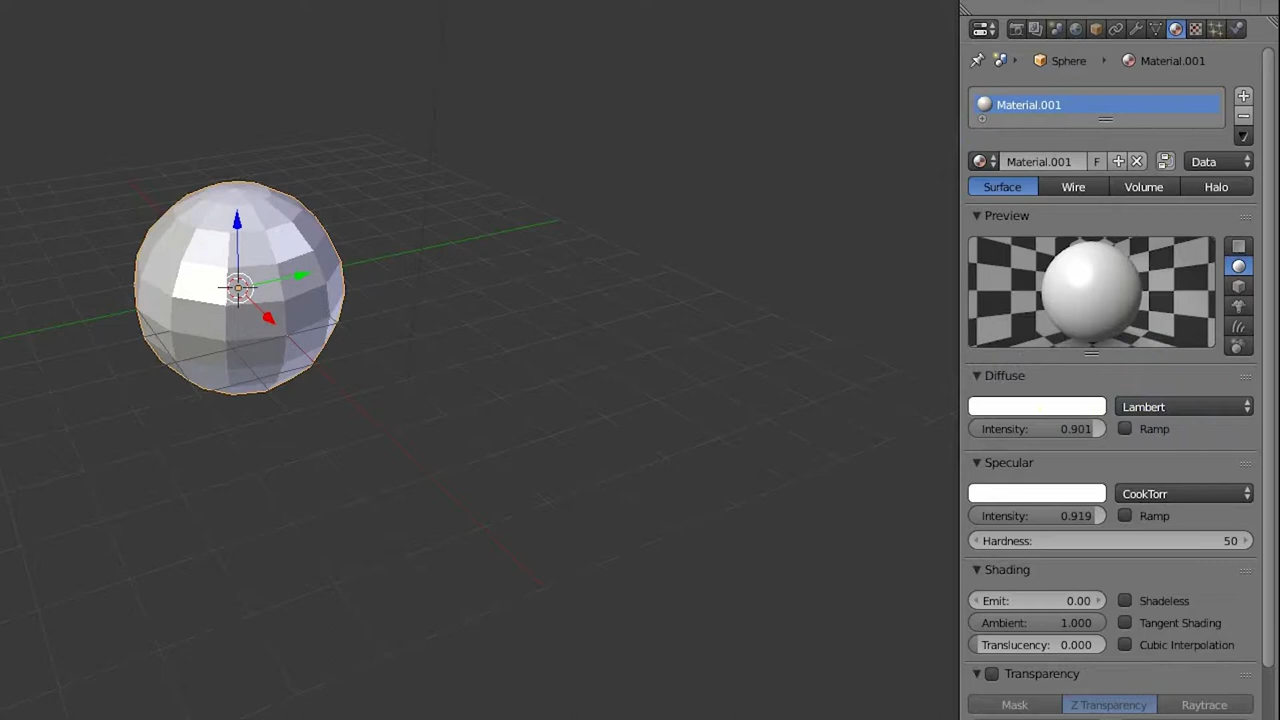 Sphere Material.001
Material.001
Material.001 F Data
Surface Wire Volume Halo
Preview
Diffuse
Lambert
Intensity: 0.901 Ramp
Specular
CookTorr
Intensity: 0.919 Ramp
Hardness: 50
Shading
Emit: 0.00 Shadeless
Ambient: 1.000 Tangent Shading
Translucency: 0.000 Cubic Interpolation
Transparency
Mask Z Transparency Raytrace